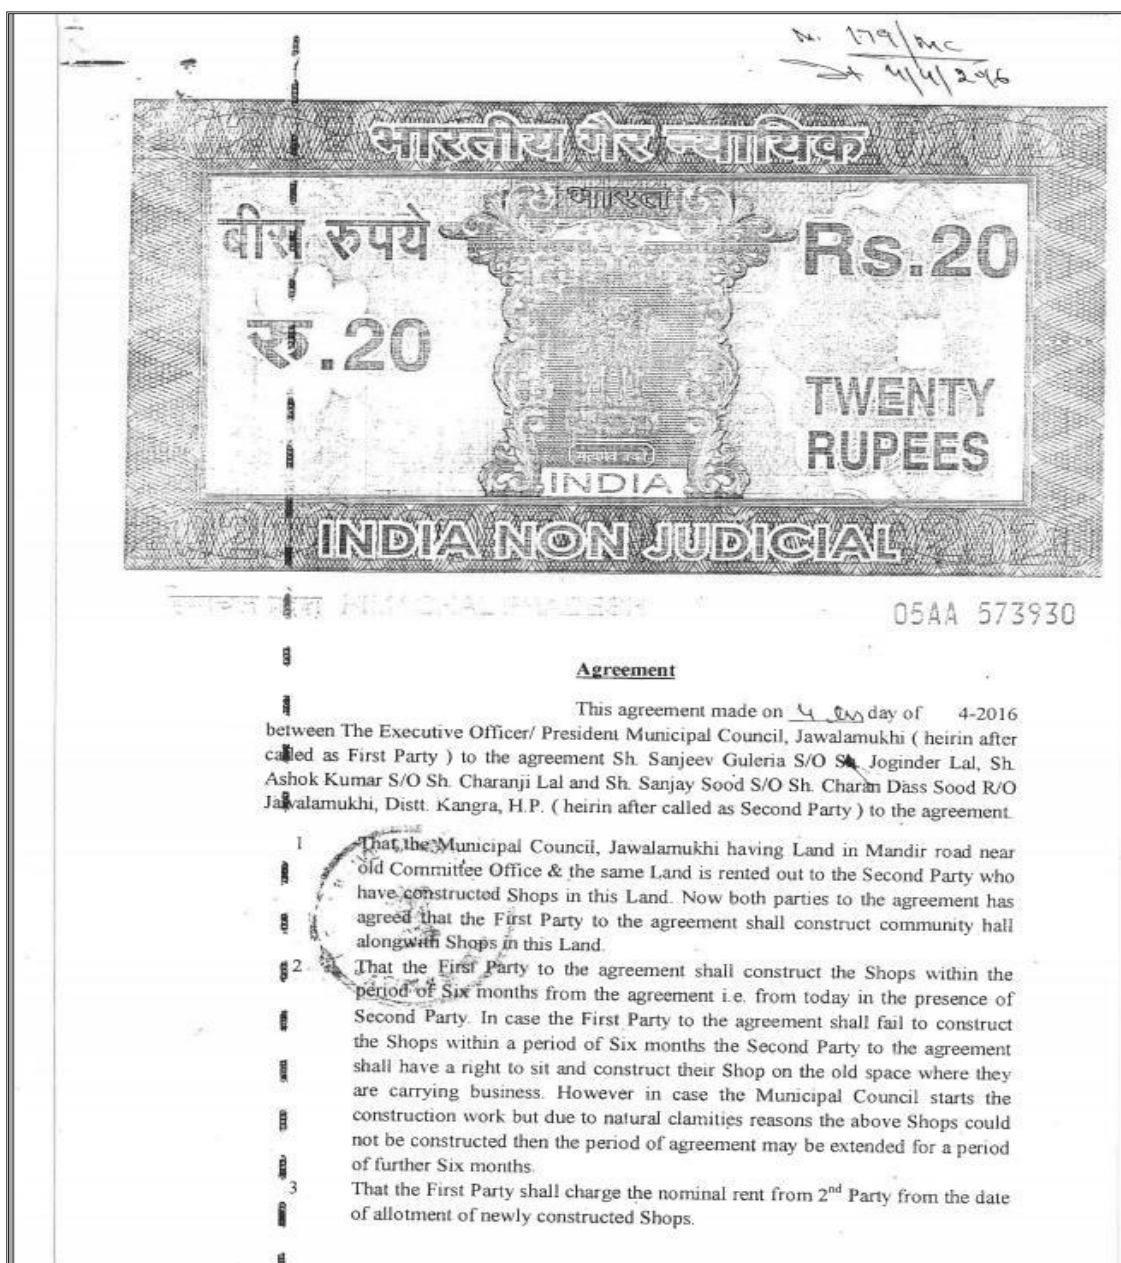 N. 179/MC
4/4/2016
भारतीय गैर न्यायिक
भारत
बीस रुपये
Rs.20
रु.20
TWENTY
RUPEES
सत्यमेव जयते
INDIA
INDIA NON JUDICIAL
05AA 573930
Agreement
This agreement made on 4 day of 4-2016
between The Executive Officer/ President Municipal Council, Jawalamukhi ( heirin after
called as First Party ) to the agreement Sh. Sanjeev Guleria S/O Sh. Joginder Lal, Sh.
Ashok Kumar S/O Sh. Charanji Lal and Sh. Sanjay Sood S/O Sh. Charan Dass Sood R/O
Jawalamukhi, Distt. Kangra, H.P. ( heirin after called as Second Party ) to the agreement.
1 That the Municipal Council, Jawalamukhi having Land in Mandir road near
old Committee Office & the same Land is rented out to the Second Party who
have constructed Shops in this Land. Now both parties to the agreement has
agreed that the First Party to the agreement shall construct community hall
alongwith Shops in this Land.
2 That the First Party to the agreement shall construct the Shops within the
period of Six months from the agreement i.e. from today in the presence of
Second Party. In case the First Party to the agreement shall fail to construct
the Shops within a period of Six months the Second Party to the agreement
shall have a right to sit and construct their Shop on the old space where they
are carrying business. However in case the Municipal Council starts the
construction work but due to natural clamities reasons the above Shops could
not be constructed then the period of agreement may be extended for a period
of further Six months.
3 That the First Party shall charge the nominal rent from 2nd Party from the date
of allotment of newly constructed Shops.